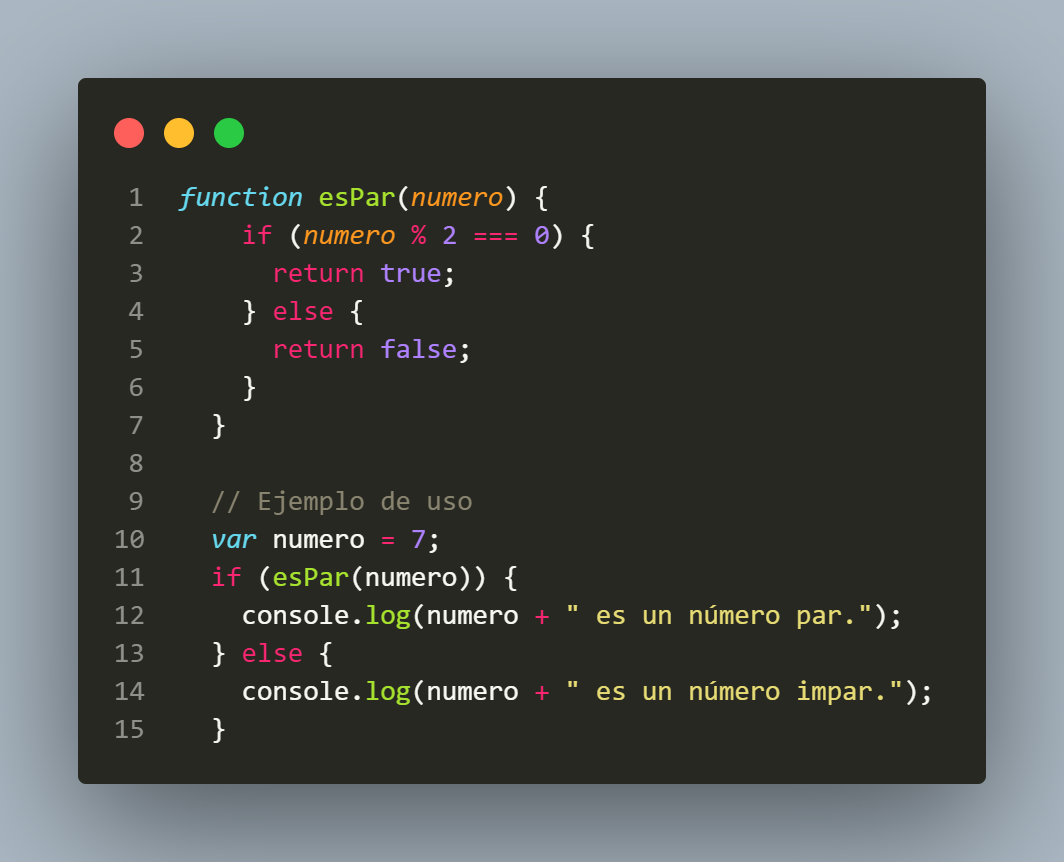 1 function esPar(numero) {
2     if (numero % 2 === 0) {
3       return true;
4     } else {
5       return false;
6     }
7   }
8
9   // Ejemplo de uso
10   var numero = 7;
11   if (esPar(numero)) {
12     console.log(numero + " es un número par.");
13   } else {
14     console.log(numero + " es un número impar.");
15   }